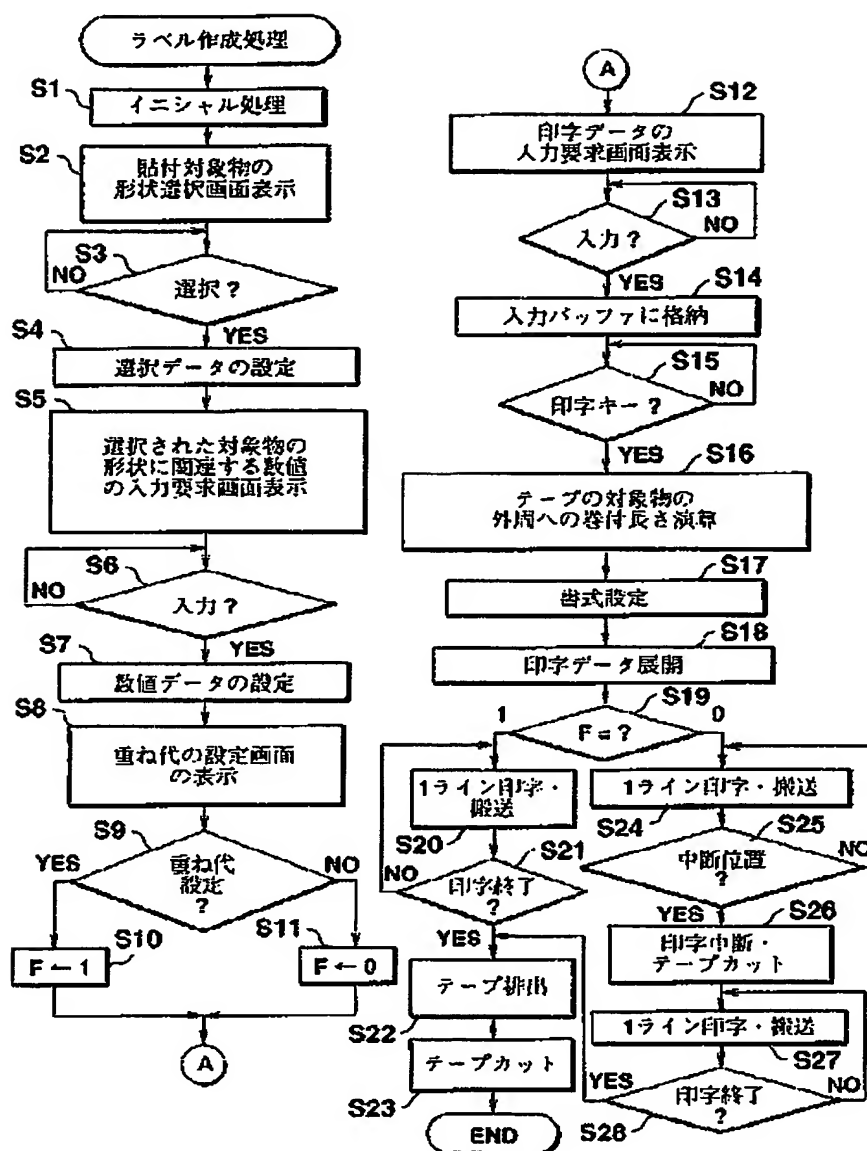 ラベル作成処理
S1
イニシャル処理
S2
貼付対象物の
形状選択画面表示
S3
NO
選択？
YES
S4
選択データの設定
S5
選択された対象物の
形状に関連する数値
の入力要求画面表示
S6
NO
入力？
YES
S7
数値データの設定
S8
重ね代の設定画面
の表示
S9
YES
重ね代
設定
？
NO
S10
F←1
S11
F←0
A
A
S12
印字データの
入力要求画面表示
S13
入力？
NO
YES
S14
入力バッファに格納
S15
印字キー？
NO
YES
S16
テープの対象物の
外周への巻付長さ演算
S17
書式設定
S18
印字データ展開
S19
1
F=？
0
1ライン印字・
搬送
S20
S21
NO
印字終了
？
YES
テープ排出
S22
テープカット
S23
END
1ライン印字・搬送
S24
S25
中断位置
？
NO
YES
S26
印字中断・
テープカット
1ライン印字・搬送
S27
YES
印字終了
？
NO
S28